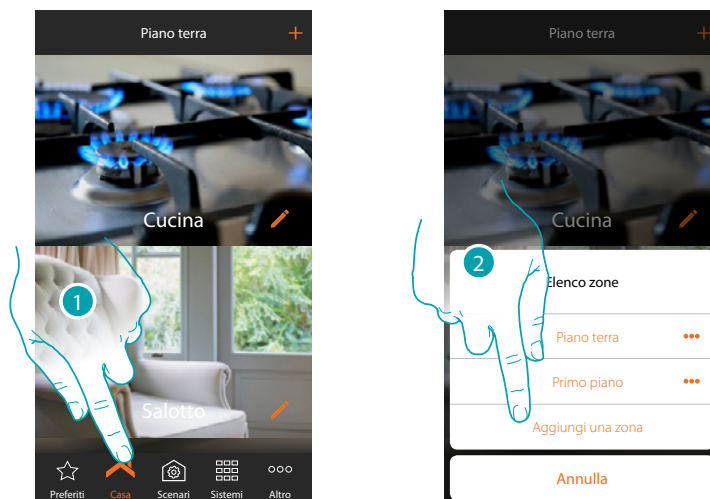 Piano terra
+
Cucina
1
Salotto
Preferiti
Casa
Scenari
Sistemi
Altro
Piano terra
+
Cucina
2
Elenco zone
Piano terra
Primo piano
Aggiungi una zona
Annulla